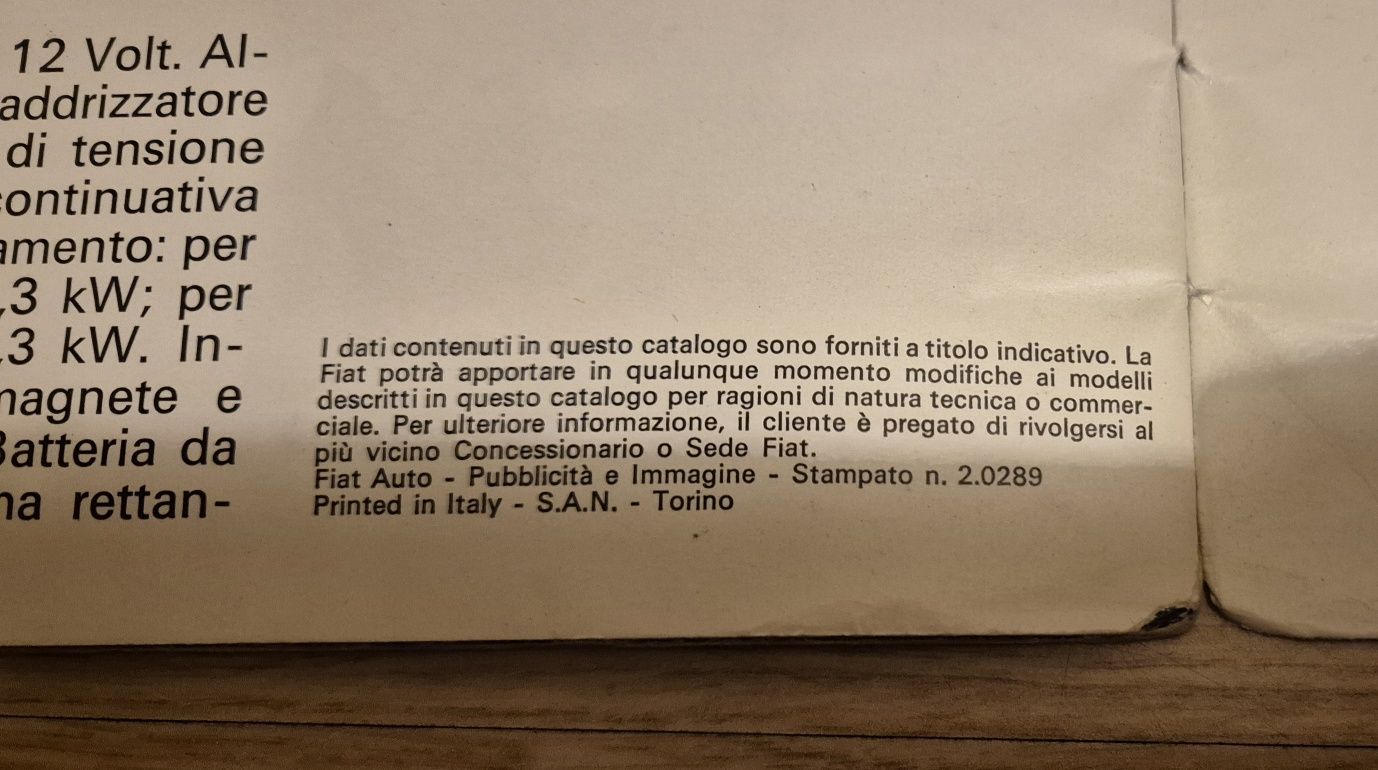 12 Volt. Al-
addrizzatore
di tensione
continuativa
amento: per
,3 kW; per
,3 kW. In-
magnete e
Batteria da
na rettan-
I dati contenuti in questo catalogo sono forniti a titolo indicativo. La
Fiat potrà apportare in qualunque momento modifiche ai modelli
descritti in questo catalogo per ragioni di natura tecnica o commer-
ciale. Per ulteriore informazione, il cliente è pregato di rivolgersi al
più vicino Concessionario o Sede Fiat.
Fiat Auto - Pubblicità e Immagine - Stampato n. 2.0289
Printed in Italy - S.A.N. - Torino